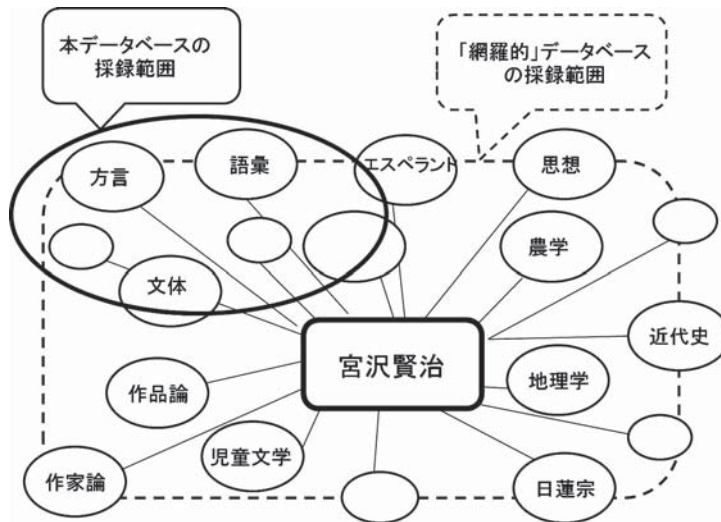 本データベースの
採録範囲
「網羅的」データベース
の採録範囲
方言
語彙
エスペラント
思想
農学
文体
宮沢賢治
近代史
作品論
地理学
児童文学
作家論
日蓮宗